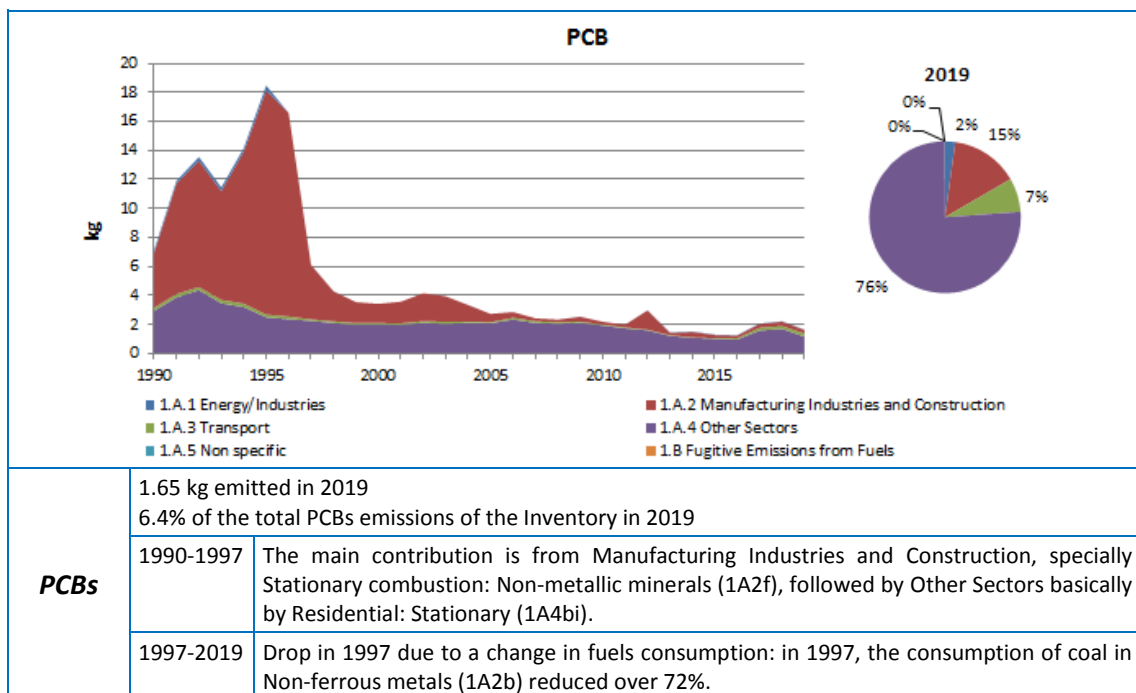 PCB
20
18
16
14
12
10
8
6
4
2
0
kg
1990
1995
2000
2005
2010
2015
2019
0%
0%
2%
15%
7%
76%
1.A.1 Energy/Industries
1.A.2 Manufacturing Industries and Construction
1.A.3 Transport
1.A.4 Other Sectors
1.A.5 Non specific
1.B Fugitive Emissions from Fuels
PCBs
1.65 kg emitted in 2019
6.4% of the total PCBs emissions of the Inventory in 2019
1990-1997
The main contribution is from Manufacturing Industries and Construction, specially
Stationary combustion: Non-metallic minerals (1A2f), followed by Other Sectors basically
by Residential: Stationary (1A4bi).
1997-2019
Drop in 1997 due to a change in fuels consumption: in 1997, the consumption of coal in
Non-ferrous metals (1A2b) reduced over 72%.